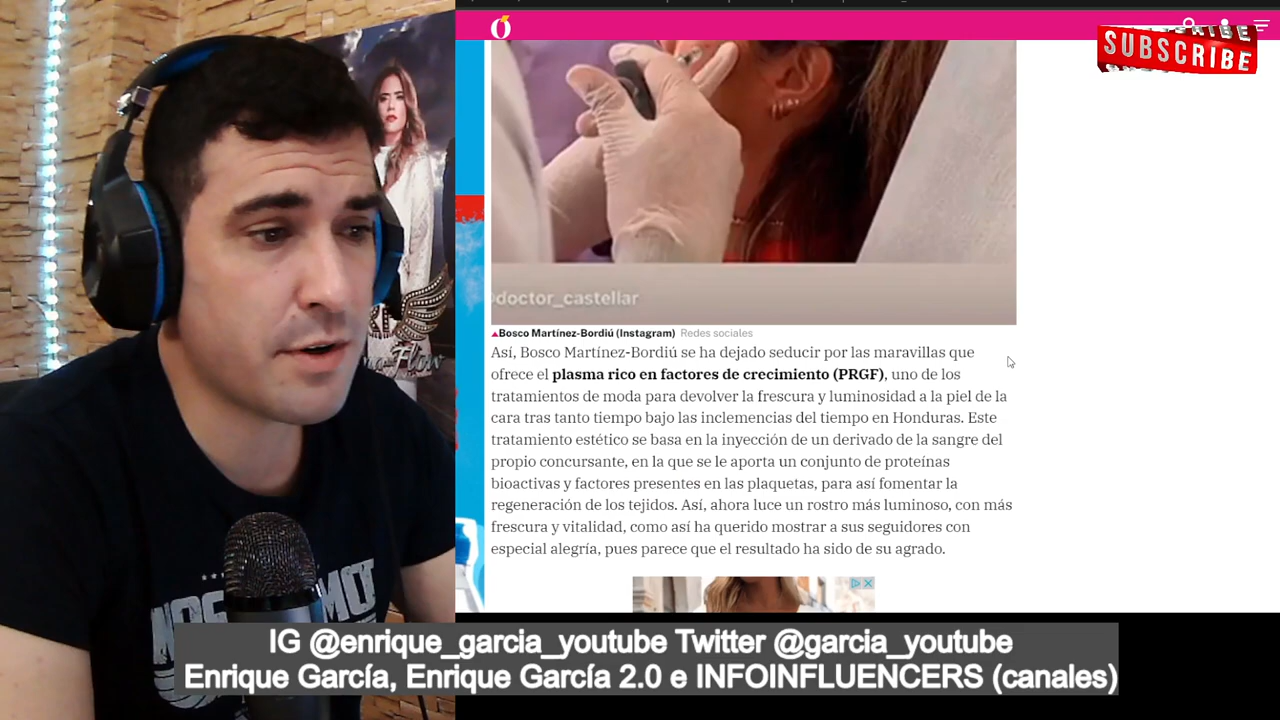 Ó
SUBSCRIBE
doctor_castellar
Bosco Martínez-Bordiú (Instagram) Redes sociales
Así, Bosco Martínez-Bordiú se ha dejado seducir por las maravillas que
ofrece el plasma rico en factores de crecimiento (PRGF), uno de los
tratamientos de moda para devolver la frescura y luminosidad a la piel de la
cara tras tanto tiempo bajo las inclemencias del tiempo en Honduras. Este
tratamiento estético se basa en la inyección de un derivado de la sangre del
propio concursante, en la que se le aporta un conjunto de proteínas
bioactivas y factores presentes en las plaquetas, para así fomentar la
regeneración de los tejidos. Así, ahora luce un rostro más luminoso, con más
frescura y vitalidad, como así ha querido mostrar a sus seguidores con
especial alegría, pues parece que el resultado ha sido de su agrado.
IG @enrique_garcia_youtube Twitter @garcia_youtube
Enrique García, Enrique García 2.0 e INFOINFLUENCERS (canales)